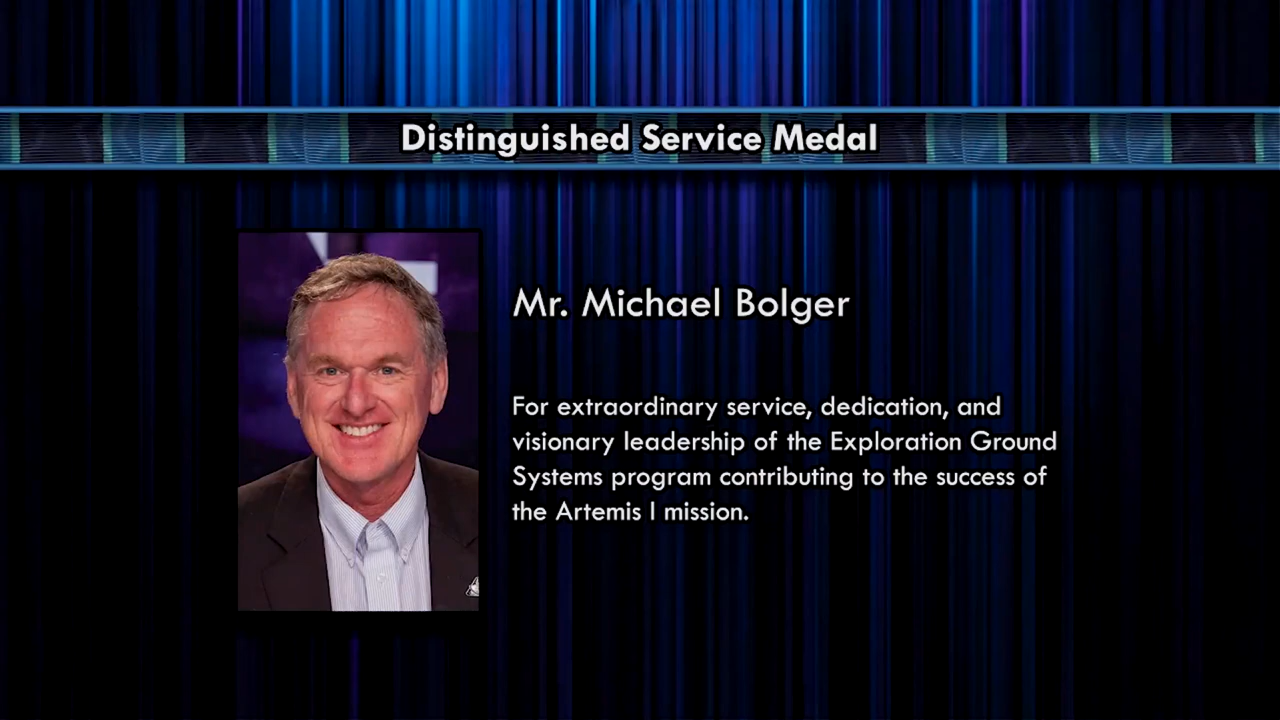 Distinguished Service Medal
Mr. Michael Bolger
For extraordinary service, dedication, and
visionary leadership of the Exploration Ground
Systems program contributing to the success of
the Artemis I mission.